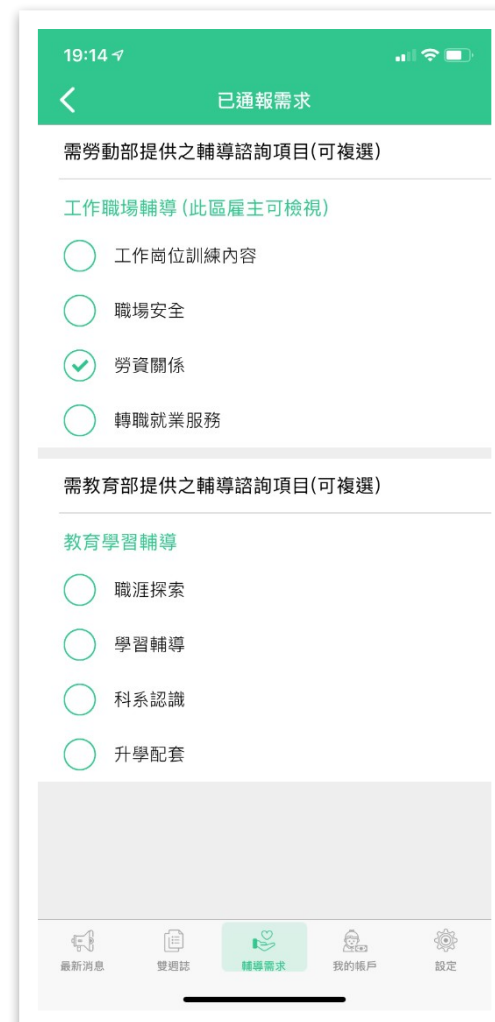 19:14
已通報需求
需勞動部提供之輔導諮詢項目(可複選)
工作職場輔導 (此區雇主可檢視)
工作崗位訓練內容
職場安全
勞資關係
轉職就業服務
需教育部提供之輔導諮詢項目(可複選)
教育學習輔導
職涯探索
學習輔導
科系認識
升學配套
最新消息 雙週誌 輔導需求 我的帳戶 設定